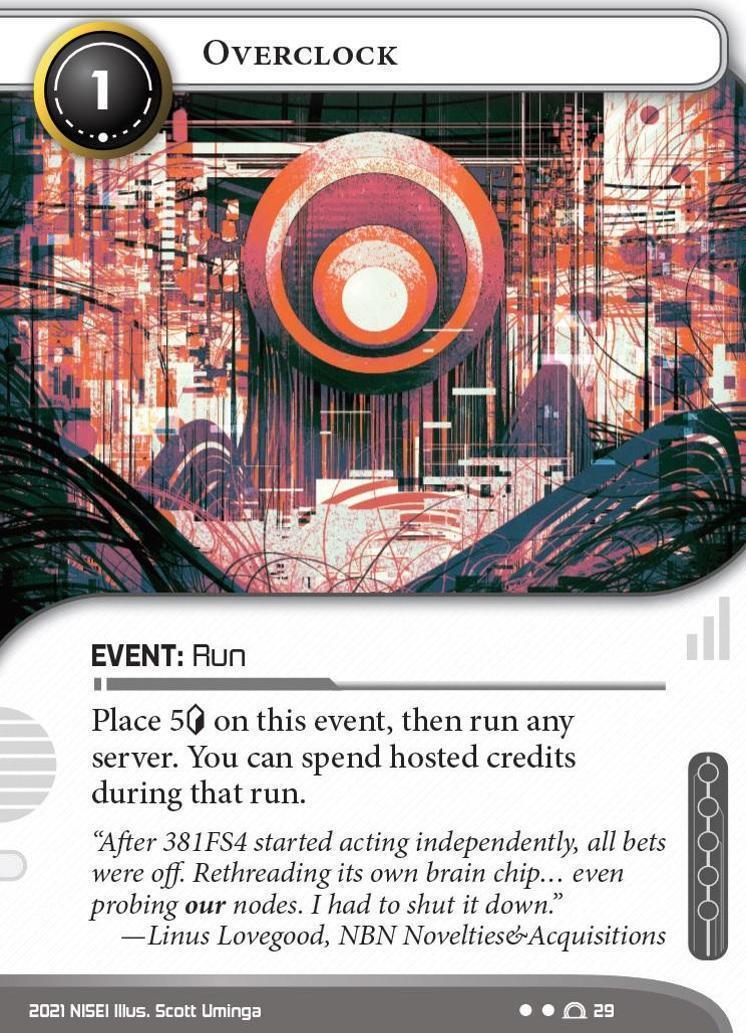 1
Overclock
EVENT: Run
Place 5 on this event, then run any
server. You can spend hosted credits
during that run.
“After 381FS4 started acting independently, all bets
were off. Rethreading its own brain chip… even
probing our nodes. I had to shut it down.”
—Linus Lovegood, NBN Novelties&Acquisitions
2021 NISEI Illus. Scott Uminga
29